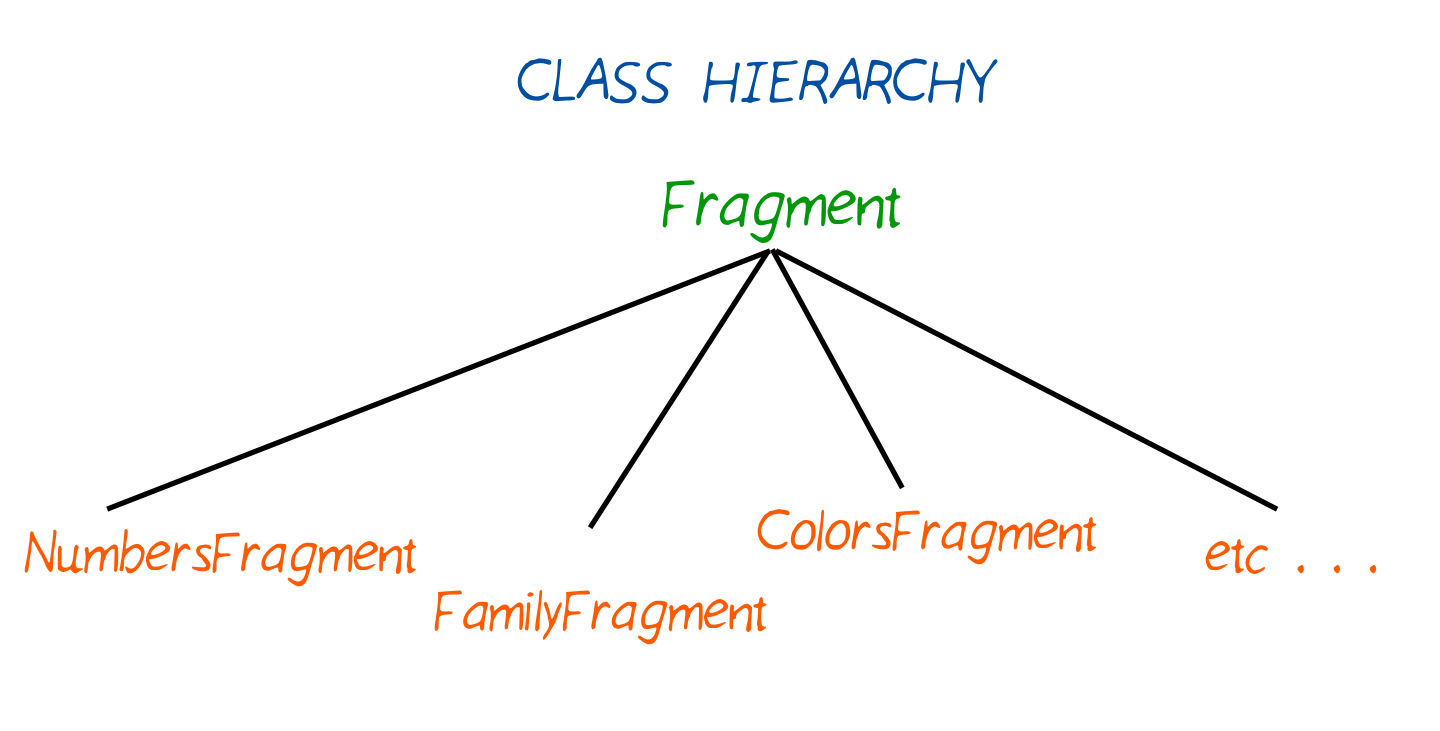 CLASS HIERARCHY
Fragment
NumbersFragment
FamilyFragment
ColorsFragment
etc . . .